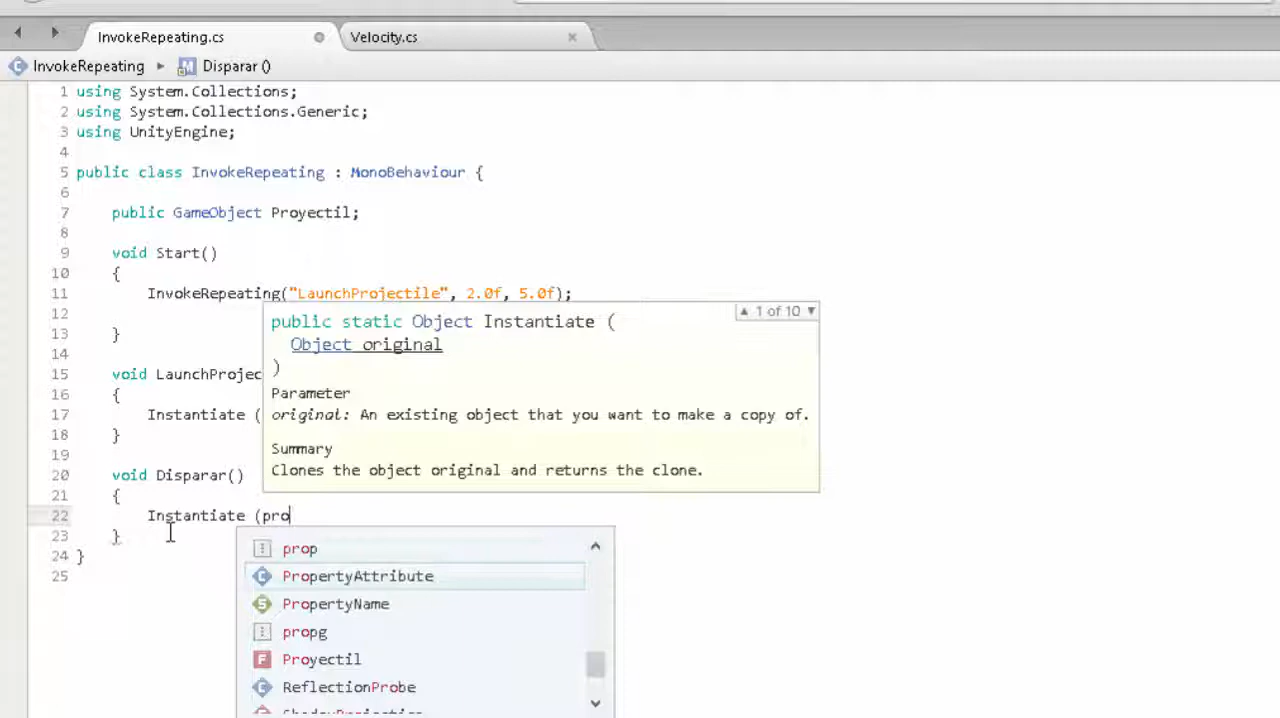 InvokeRepeating.cs
Velocity.cs
InvokeRepeating
Disparar ()
1 using System.Collections;
2 using System.Collections.Generic;
3 using UnityEngine;
4
5 public class InvokeRepeating : MonoBehaviour {
6
7 public GameObject Proyectil;
8
9 void Start()
10 {
11 InvokeRepeating("LaunchProjectile", 2.0f, 5.0f);
12
13 }
14
15 void LaunchProjec
16 {
17 Instantiate (
18 }
19
20 void Disparar()
21 {
22 Instantiate (pro
23 }
24 }
25
1 of 10
public static Object Instantiate (
Object original
)
Parameter
original: An existing object that you want to make a copy of.
Summary
Clones the object original and returns the clone.
prop
PropertyAttribute
PropertyName
propg
Proyectil
ReflectionProbe